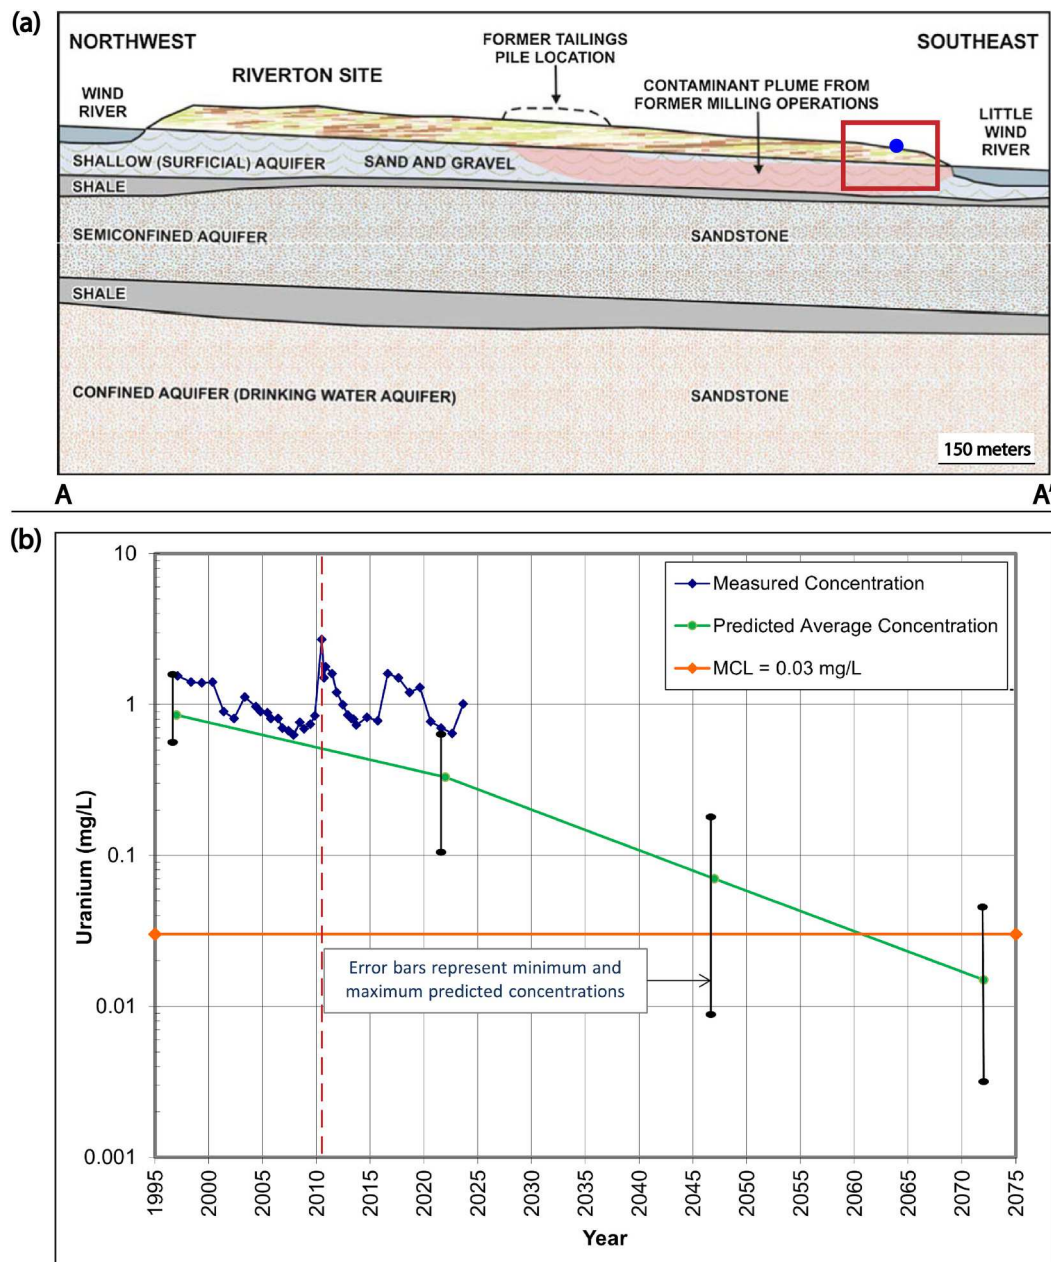 (a)
NORTHWEST
SOUTHEAST
FORMER TAILINGS
PILE LOCATION
RIVERTON SITE
CONTAMINANT PLUME FROM
FORMER MILLING OPERATIONS
WIND
RIVER
LITTLE
WIND
RIVER
SHALLOW (SURFICIAL) AQUIFER
SAND AND GRAVEL
SHALE
SEMICONFINED AQUIFER
SANDSTONE
SHALE
CONFINED AQUIFER (DRINKING WATER AQUIFER)
SANDSTONE
150 meters
A
A'
(b)
10
1
0.1
0.01
0.001
Uranium (mg/L)
Measured Concentration
Predicted Average Concentration
MCL = 0.03 mg/L
Error bars represent minimum and
maximum predicted concentrations
1995
2000
2005
2010
2015
2020
2025
2030
2035
2040
2045
2050
2055
2060
2065
2070
2075
Year